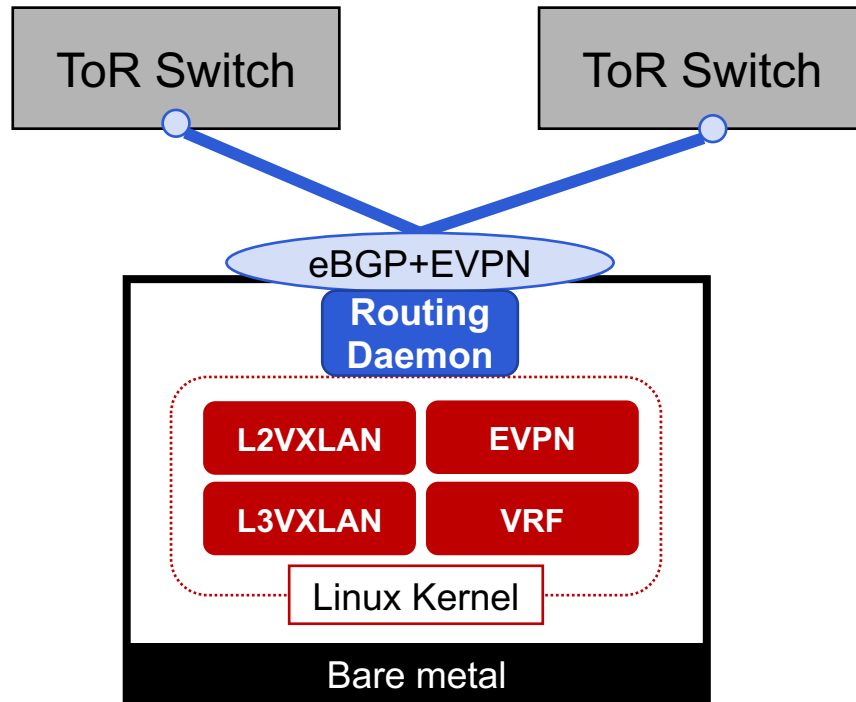 ToR Switch
ToR Switch
eBGP+EVPN
Routing
Daemon
L2VXLAN
EVPN
L3VXLAN
VRF
Linux Kernel
Bare metal